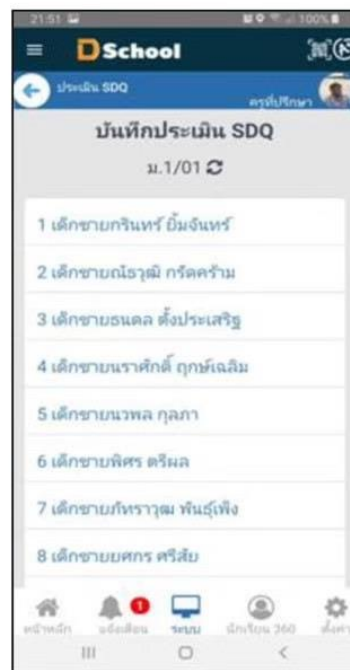 21:51 100%
DSchool
ประเมิน SDQ
ครูที่ปรึกษา
บันทึกประเมิน SDQ
ม.1/01
1 เด็กชายกรินทร์ ยิ้มจันทร์
2 เด็กชายณัธวุฒิ กรัดคร้าม
3 เด็กชายธนดล ตั้งประเสริฐ
4 เด็กชายนราศักดิ์ ฤกษ์เฉลิม
5 เด็กชายนวพล กุลภา
6 เด็กชายพิศร ตรีผล
7 เด็กชายภัทราวุฒ พันธุ์เพ็ง
8 เด็กชายยศกร ศรีสัย
1
หน้าหลัก แจ้งเตือน ระบบ นักเรียน 360 ตั้งค่า